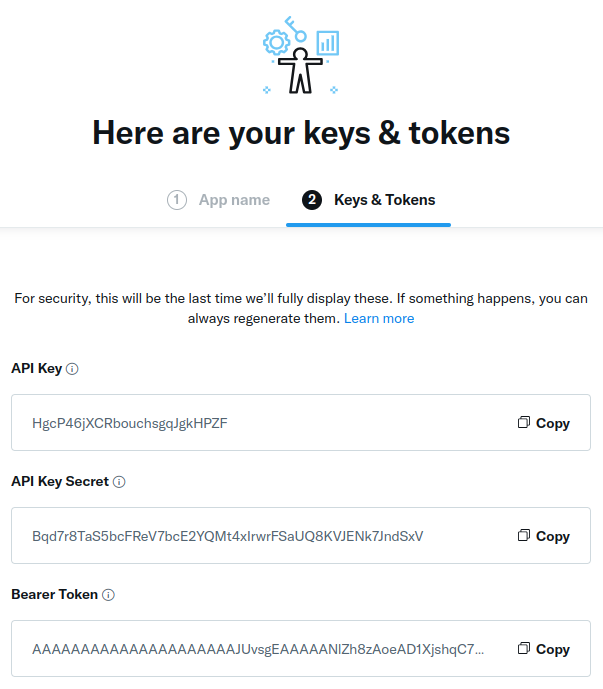 Here are your keys & tokens
1 App name 2 Keys & Tokens
For security, this will be the last time we'll fully display these. If something happens, you can
always regenerate them. Learn more
API Key
HgcP46jXCRbouchsgqJgkHPZF Copy
API Key Secret
Bqd7r8TaS5bcFReV7bcE2YQMt4xIrwrFSaUQ8KVJENk7JndSxV Copy
Bearer Token
AAAAAAAAAAAAAAAAAAAAAJUvsgEAAAAANlZh8zAoeAD1XjshqC7... Copy